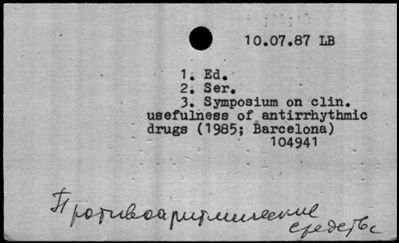 10.07.87 LB
1. Ed.
2. Ser.
3. Symposium on clin.
usefulness of antirrhythmic
drugs (1985; Barcelona)
104941
Противоаритмические
средства